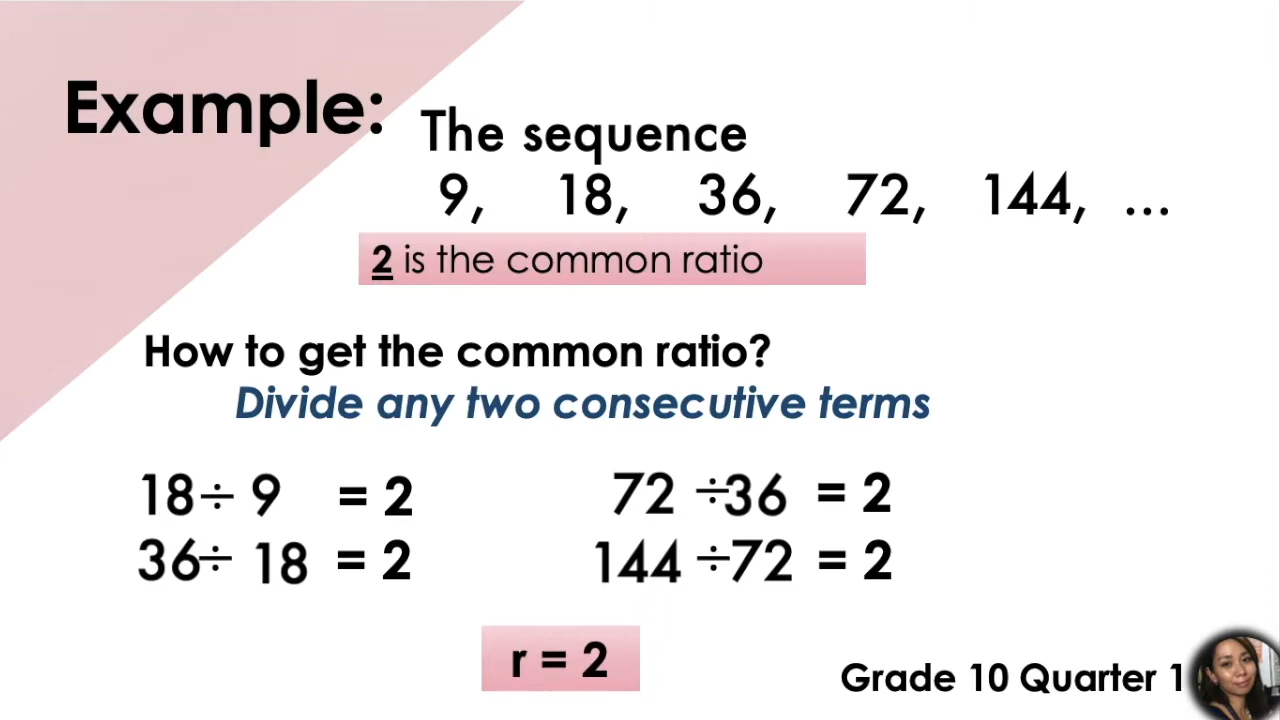 Example:
The sequence
9, 18, 36, 72, 144, ...
2 is the common ratio
How to get the common ratio?
Divide any two consecutive terms
18 ÷ 9 = 2
72 ÷ 36 = 2
36 ÷ 18 = 2
144 ÷ 72 = 2
r = 2
Grade 10 Quarter 1